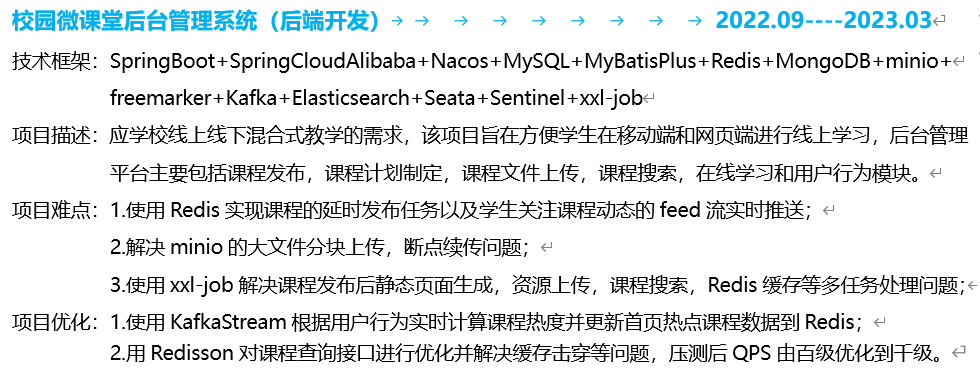 校园微课堂后台管理系统（后端开发）→ → → → → → → → → → 2022.09----2023.03
技术框架：SpringBoot+SpringCloudAlibaba+Nacos+MySQL+MyBatisPlus+Redis+MongoDB+minio+
freemarker+Kafka+Elasticsearch+Seata+Sentinel+xxl-job
项目描述：应学校线上线下混合式教学的需求，该项目旨在方便学生在移动端和网页端进行线上学习，后台管理
平台主要包括课程发布，课程计划制定，课程文件上传，课程搜索，在线学习和用户行为模块。
项目难点：1.使用 Redis 实现课程的延时发布任务以及学生关注课程动态的 feed 流实时推送；
2.解决 minio 的大文件分块上传，断点续传问题；
3.使用 xxl-job 解决课程发布后静态页面生成，资源上传，课程搜索，Redis 缓存等多任务处理问题；
项目优化：1.使用 KafkaStream 根据用户行为实时计算课程热度并更新首页热点课程数据到 Redis；
2.用 Redisson 对课程查询接口进行优化并解决缓存击穿等问题，压测后 QPS 由百级优化到千级。